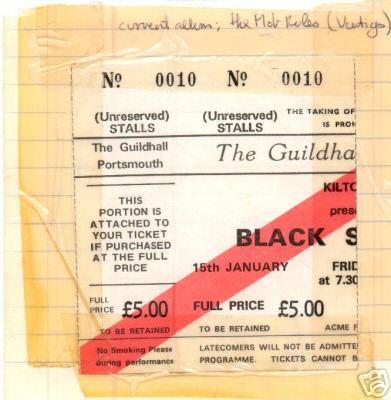 current album; the Mob Rules (Vertigo)
Nº 0010 Nº 0010
(Unreserved)
STALLS
The Guildhall
Portsmouth
THIS
PORTION IS
ATTACHED TO
YOUR TICKET
IF PURCHASED
AT THE FULL
PRICE
FULL
PRICE £5.00
TO BE RETAINED
No Smoking Please
during performance
(Unreserved)
STALLS
THE TAKING OF
IS PROH
The Guildha
KILTO
prese
BLACK S
15th JANUARY FRID
at 7.30
FULL PRICE £5.00
TO BE RETAINED ACME P
LATECOMERS WILL NOT BE ADMITTE
PROGRAMME. TICKETS CANNOT B